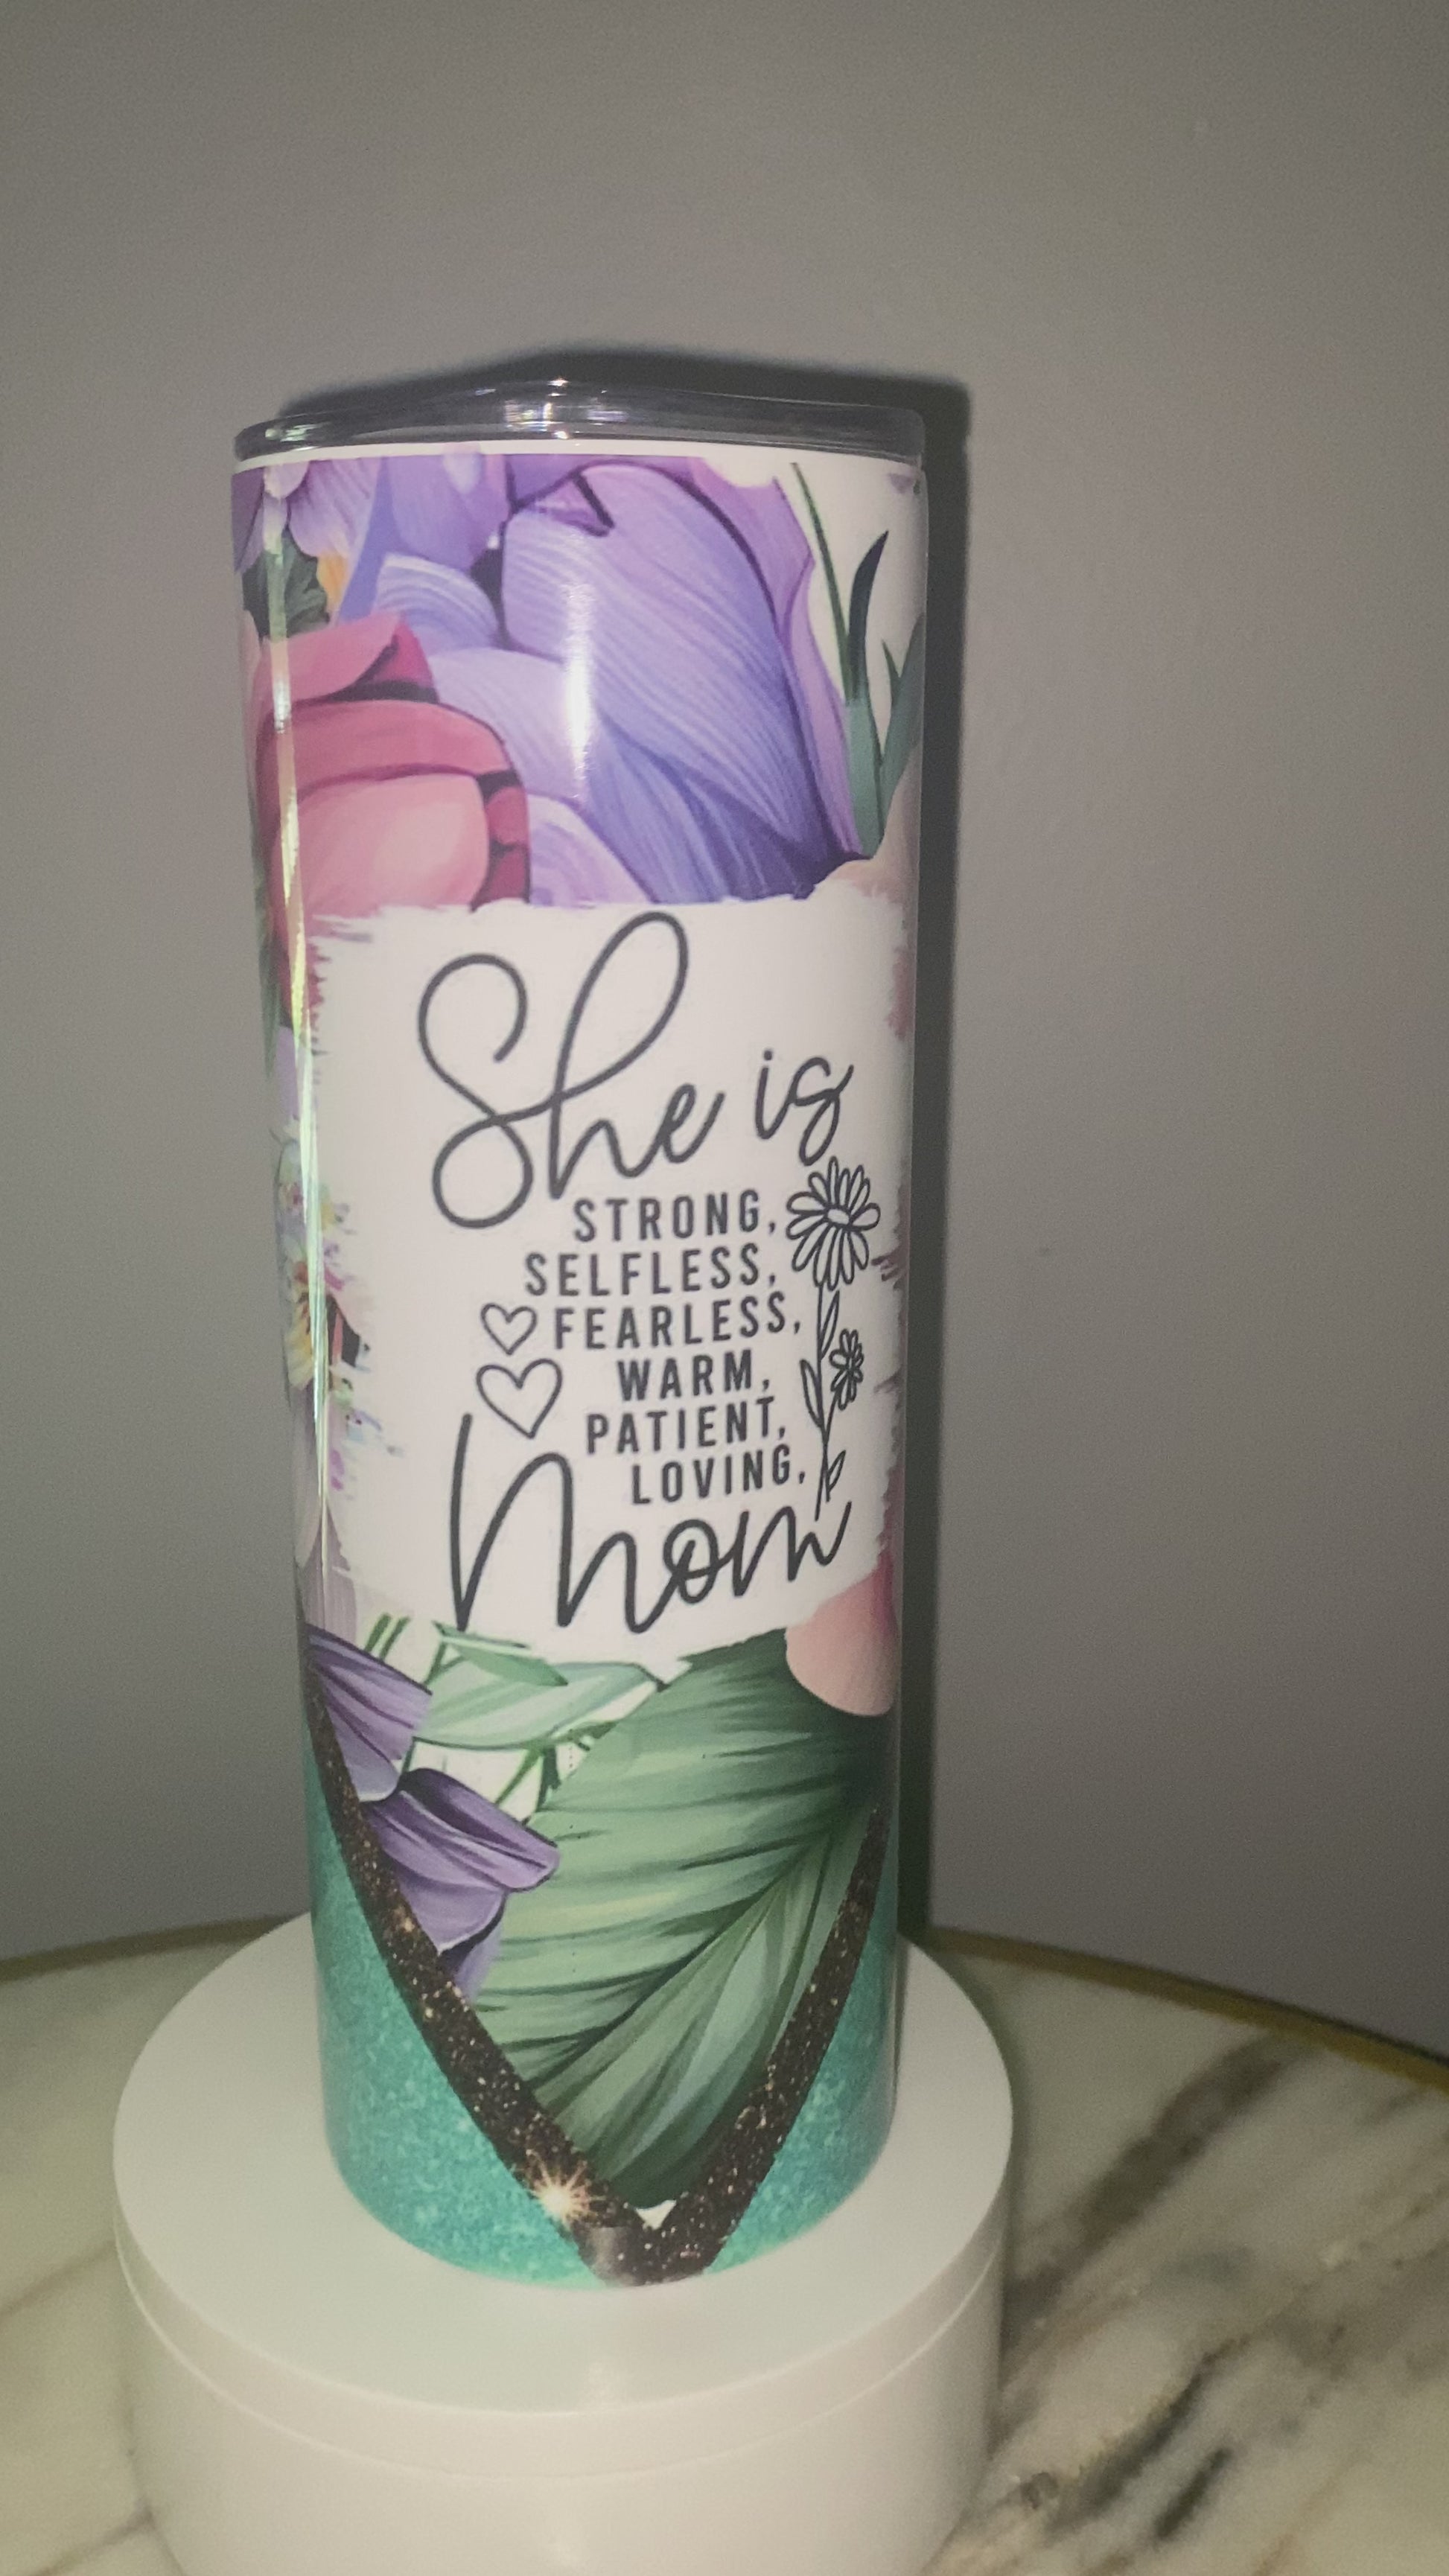 She is
STRONG,
SELFLESS,
FEARLESS,
WARM,
PATIENT,
LOVING,
Mom